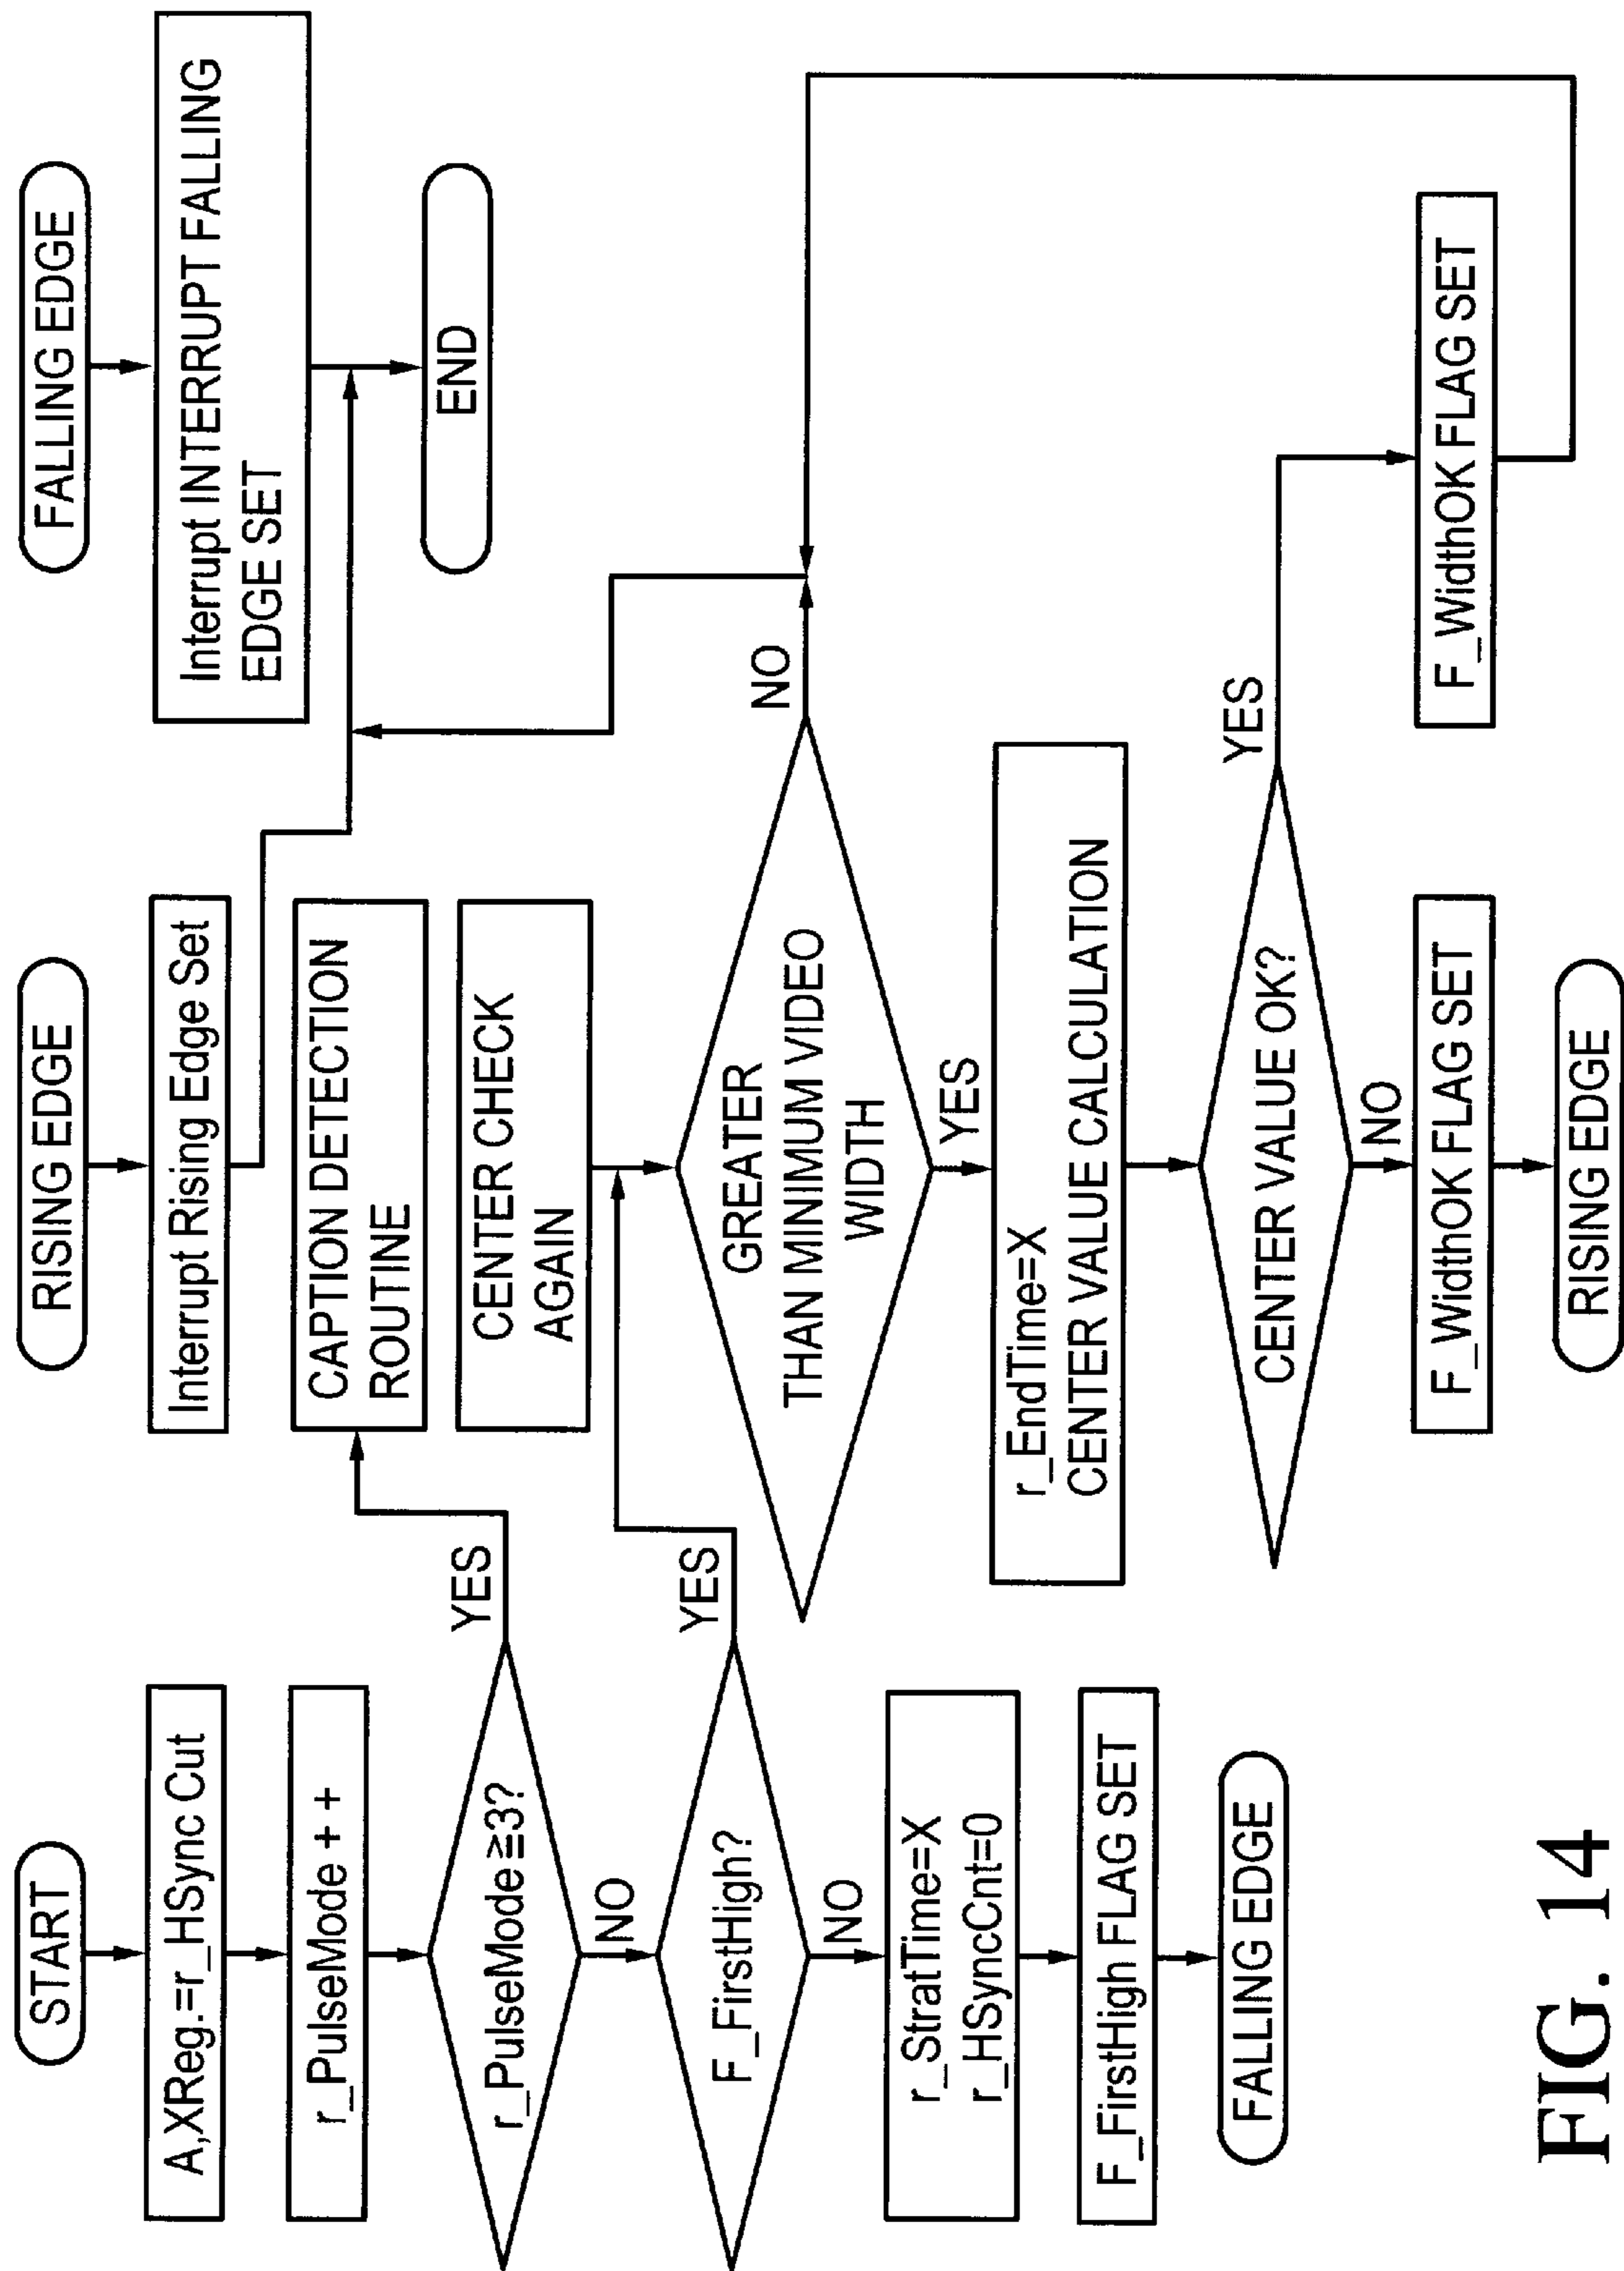 START
A,XReg.=r_HSync Cut
r_PulseMode + +
r_PulseMode≧3?
YES
NO
F_FirstHigh?
YES
NO
r_StratTime=X
r_HSyncCnt=0
F_FirstHigh FLAG SET
FALLING EDGE
RISING EDGE
Interrupt Rising Edge Set
CAPTION DETECTION
ROUTINE
CENTER CHECK
AGAIN
GREATER
THAN MINIMUM VIDEO
WIDTH
NO
YES
r_EndTime=X
CENTER VALUE CALCULATION
CENTER VALUE OK?
YES
NO
F_WidthOK FLAG SET
RISING EDGE
F_WidthOK FLAG SET
FALLING EDGE
Interrupt INTERRUPT FALLING
EDGE SET
END
FIG. 14